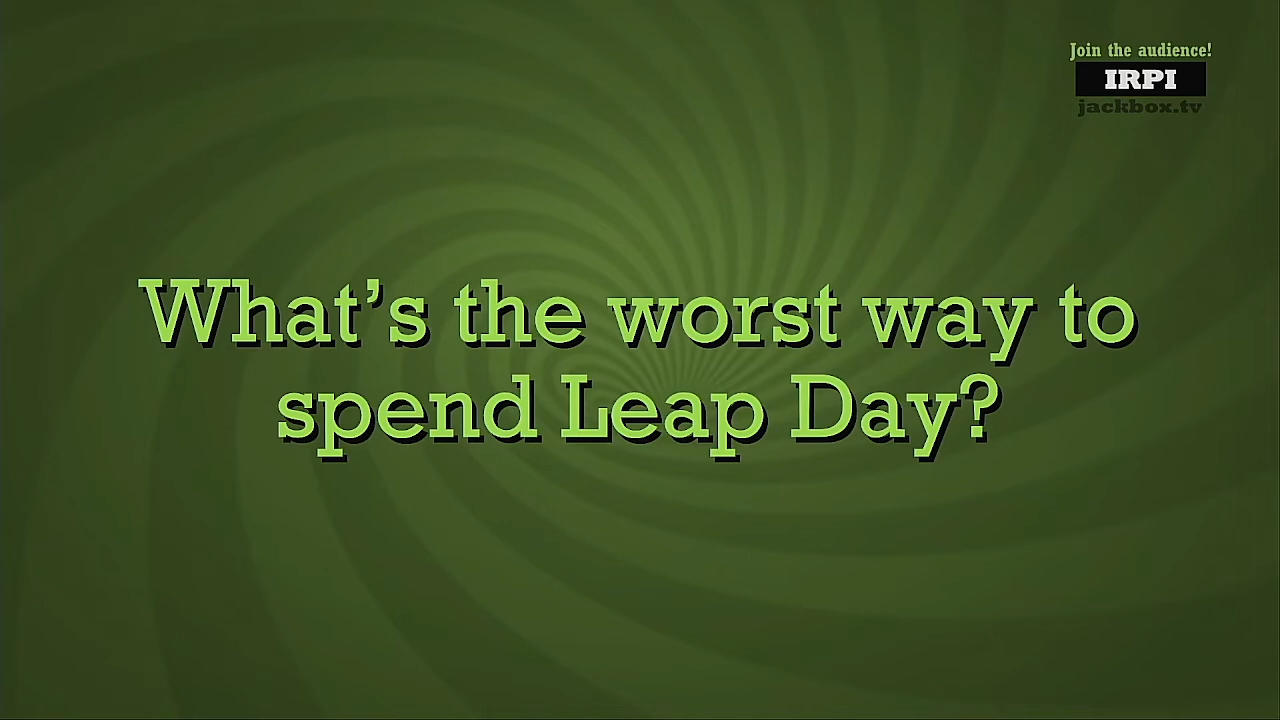 Join the audience!
IRPI
jackbox.tv
What's the worst way to
spend Leap Day?